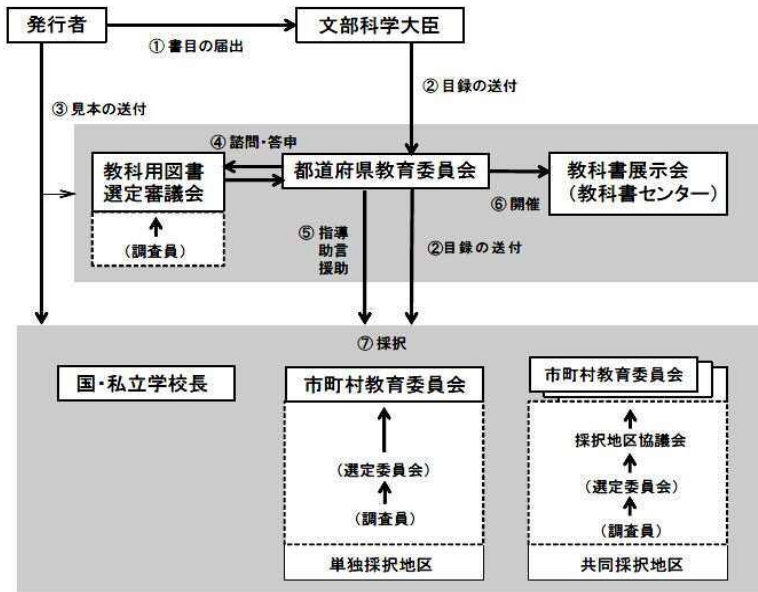 発行者
文部科学大臣
①書目の届出
②目録の送付
③見本の送付
④諮問・答申
教科用図書
選定審議会
都道府県教育委員会
教科書展示会
(教科書センター)
⑥開催
(調査員)
⑤指導
助言
援助
②目録の送付
⑦採択
国・私立学校長
市町村教育委員会
市町村教育委員会
採択地区協議会
(選定委員会)
(選定委員会)
(調査員)
(調査員)
単独採択地区
共同採択地区